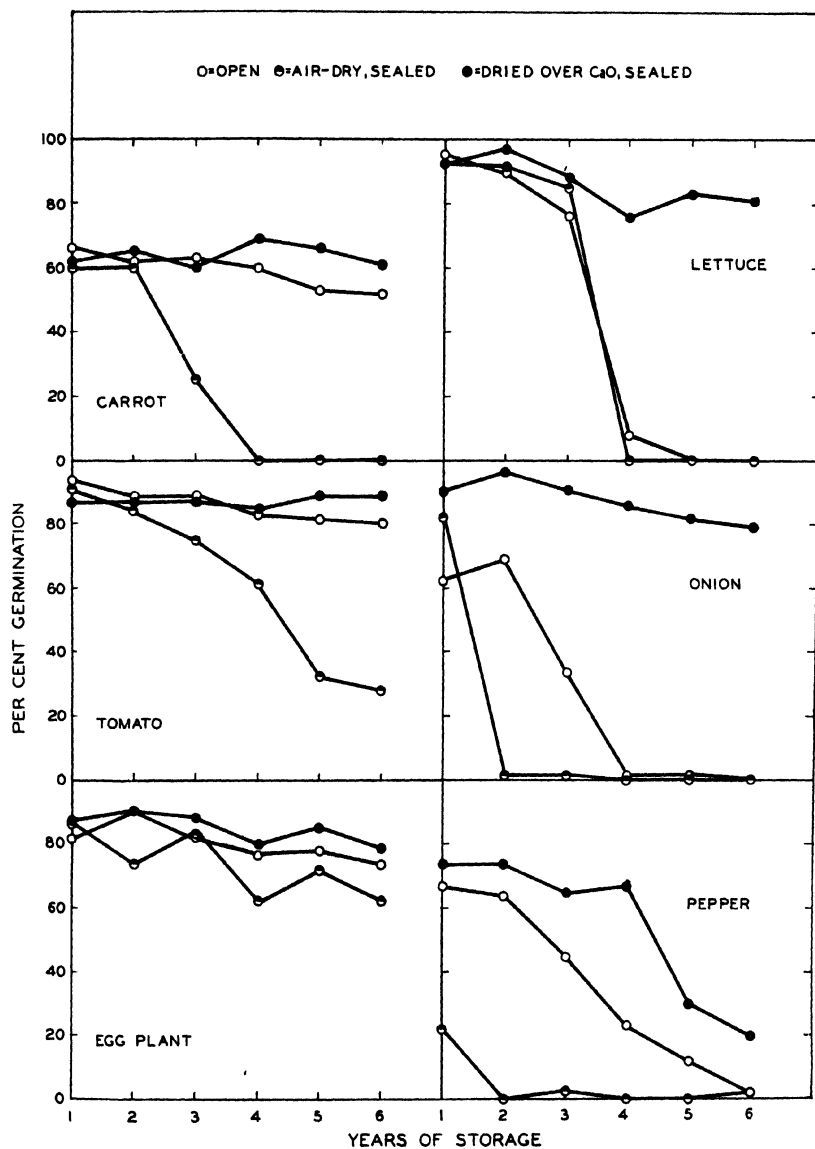 O=OPEN ◓=AIR-DRY, SEALED ●=DRIED OVER CaO, SEALED
100
80
60
40
20
0
CARROT
LETTUCE
80
60
40
20
0
TOMATO
ONION
80
60
40
20
0
EGG PLANT
PEPPER
1 2 3 4 5 6
1 2 3 4 5 6
PER CENT GERMINATION
YEARS OF STORAGE